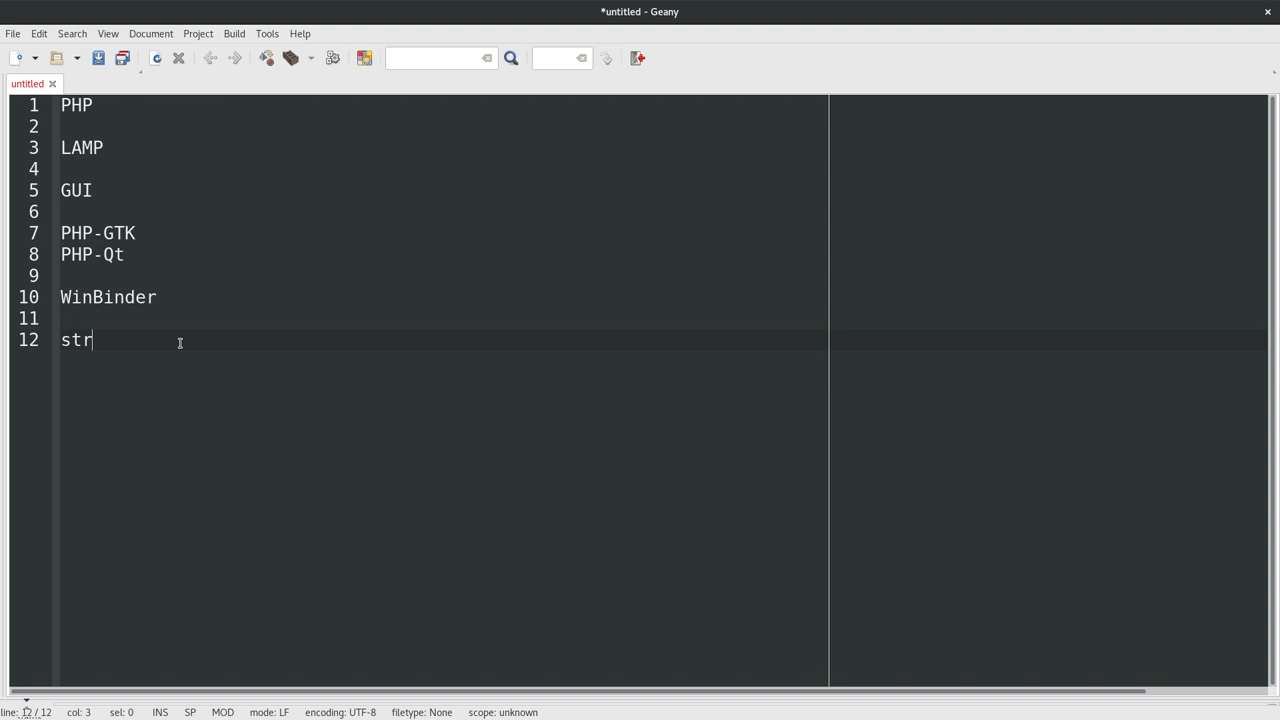 *untitled - Geany
File Edit Search View Document Project Build Tools Help
untitled
1 PHP
2
3 LAMP
4
5 GUI
6
7 PHP-GTK
8 PHP-Qt
9
10 WinBinder
11
12 str
line: 12 / 12 col: 3 sel: 0 INS SP MOD mode: LF encoding: UTF-8 filetype: None scope: unknown